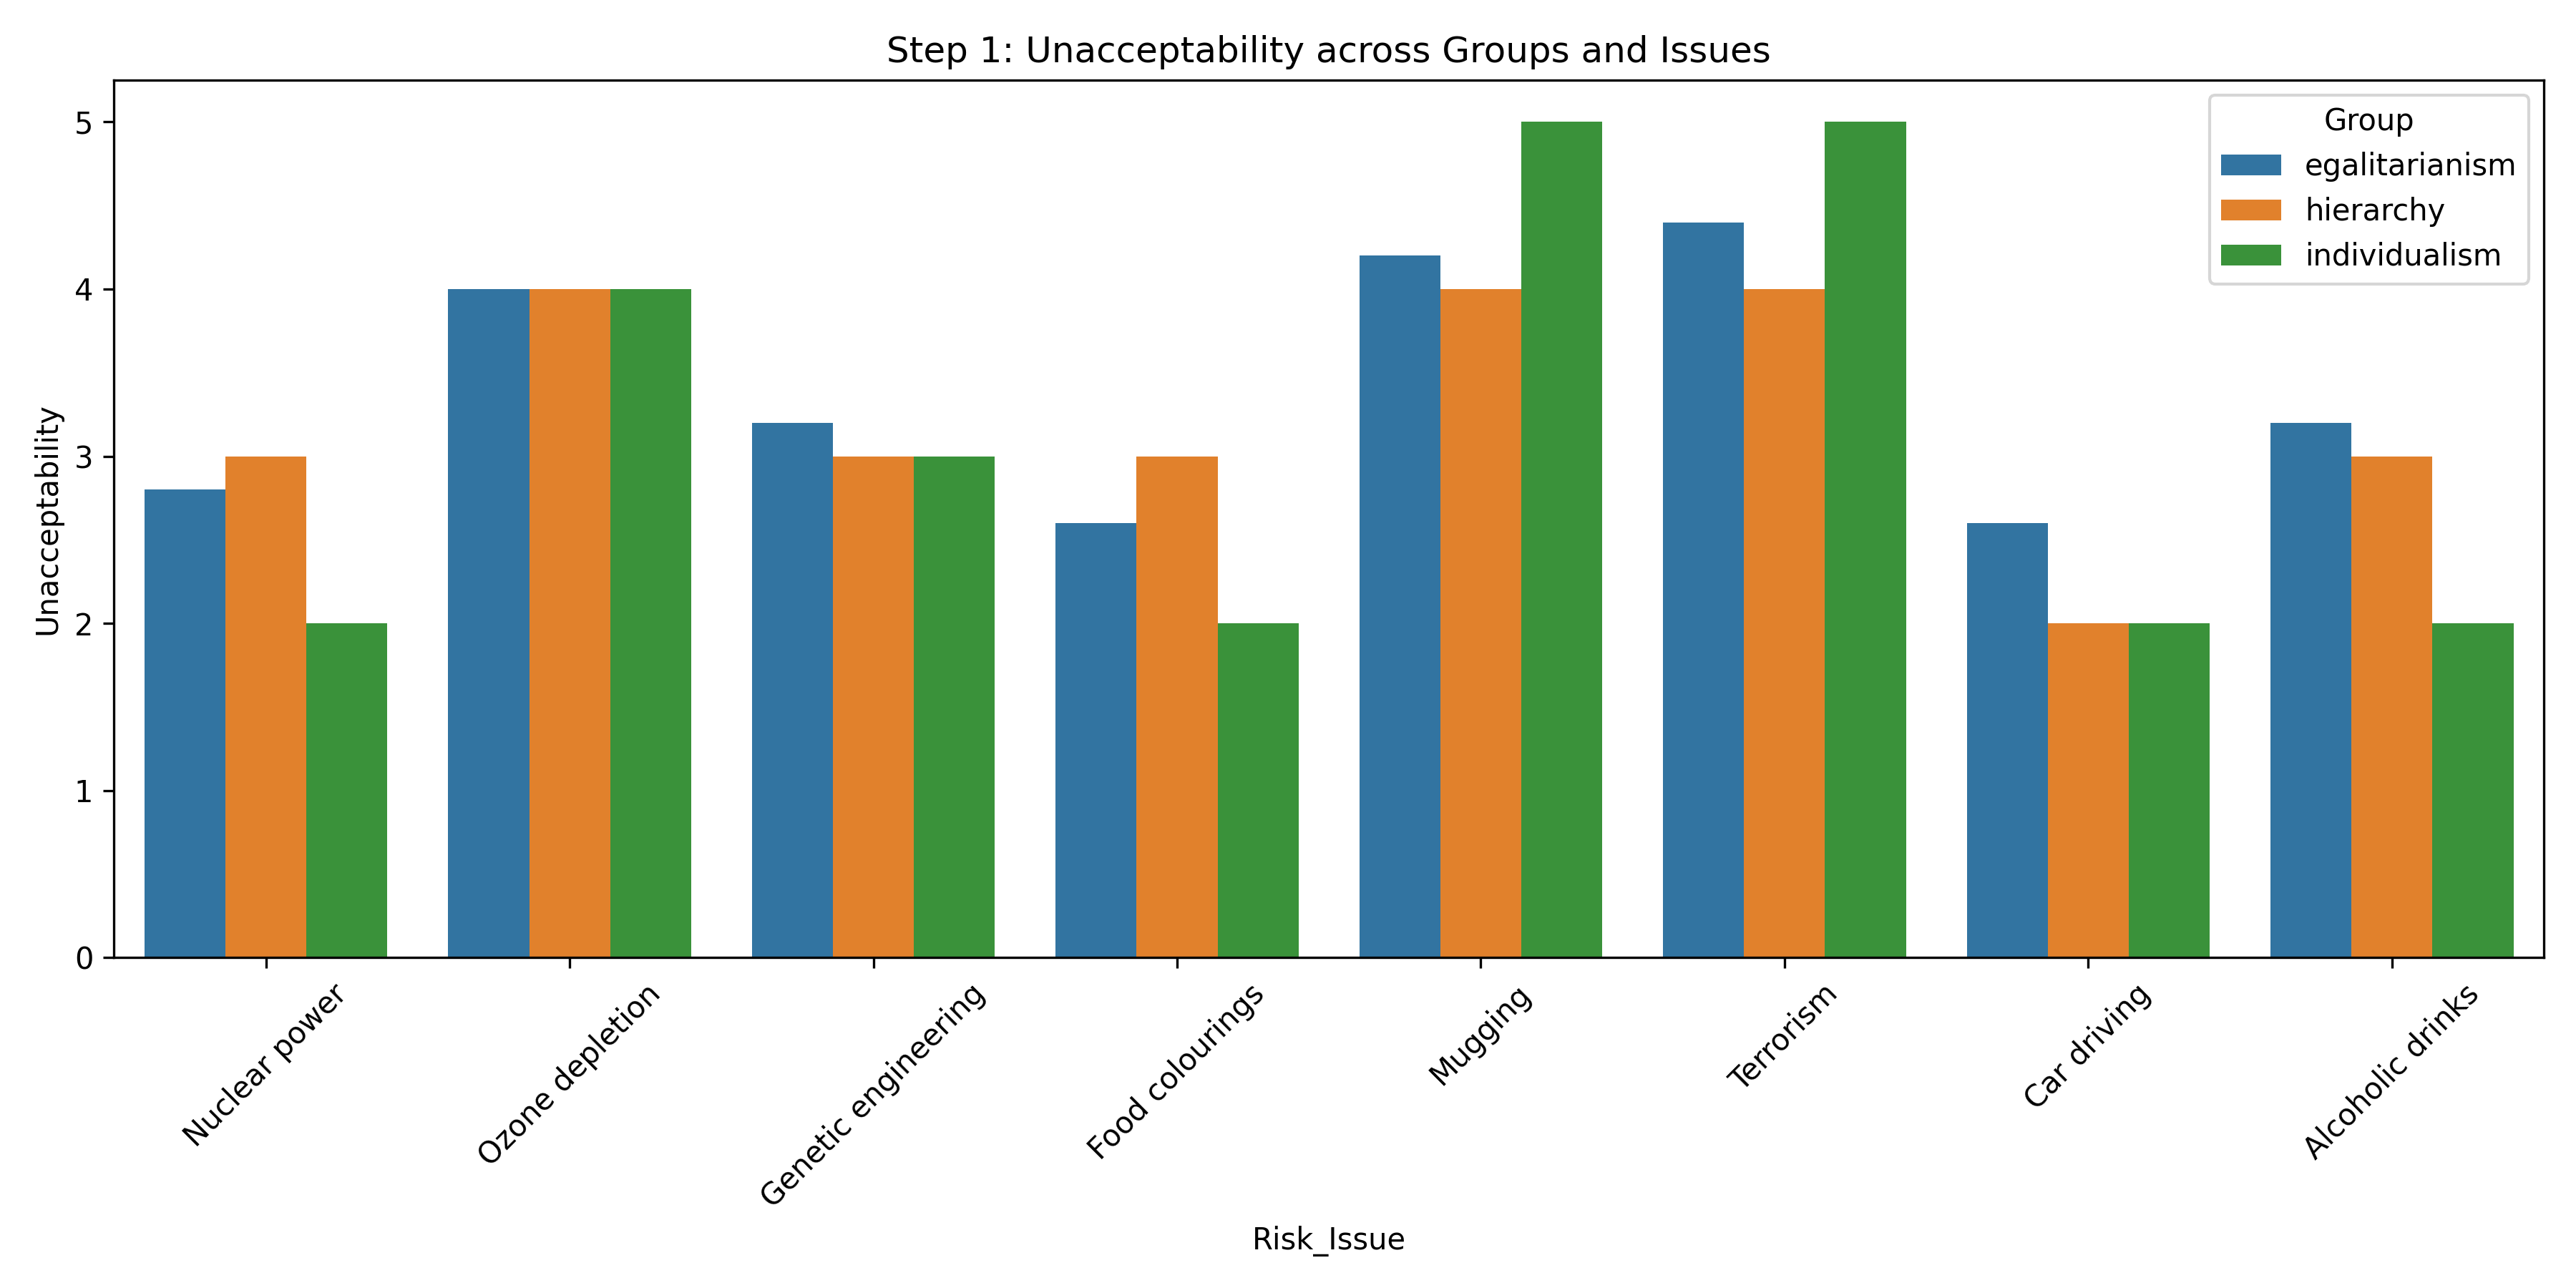 Step 1: Unacceptability across Groups and Issues
Unacceptability
5
4
3
2
1
0
Group
egalitarianism
hierarchy
individualism
Nuclear power
Ozone depletion
Genetic engineering
Food colourings
Mugging
Terrorism
Car driving
Alcoholic drinks
Risk_Issue